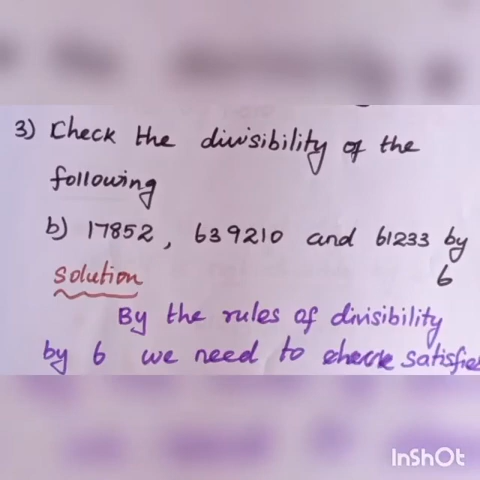 3) Check the divisibility of the
following
b) 17852, 639210 and 61233 by
6
Solution
By the rules of divisibility
by 6 we need to check satisfies
InShOt